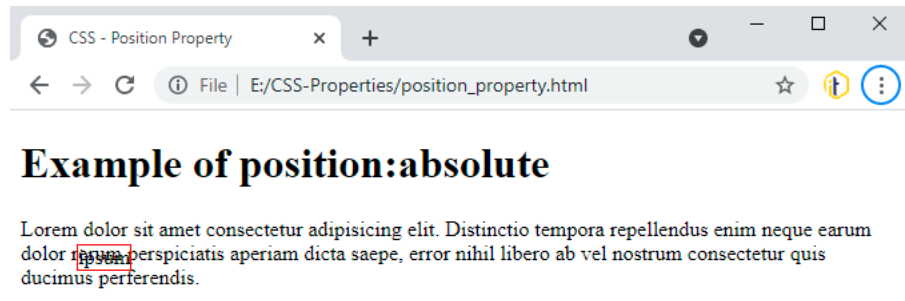 CSS - Position Property
File | E:/CSS-Properties/position_property.html
Example of position:absolute
Lorem dolor sit amet consectetur adipisicing elit. Distinctio tempora repellendus enim neque earum
dolor rerum perspiciatis aperiam dicta saepe, error nihil libero ab vel nostrum consectetur quis
ipsum
ducimus perferendis.